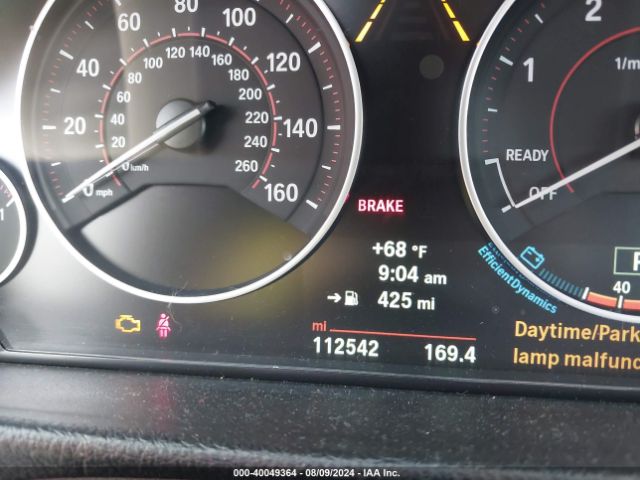 60 80 100
40 120
20 140
0 mph 160
100 120 140 160
80 180
60 200
40 220
20 240
0 km/h 260
1 2
1/m
READY
OFF
BRAKE
+68 °F
9:04 am
→ 425 mi
mi
112542 169.4
EfficientDynamics
40
Daytime/Park
lamp malfunc
000-40049364 | 08/09/2024 | IAA Inc.